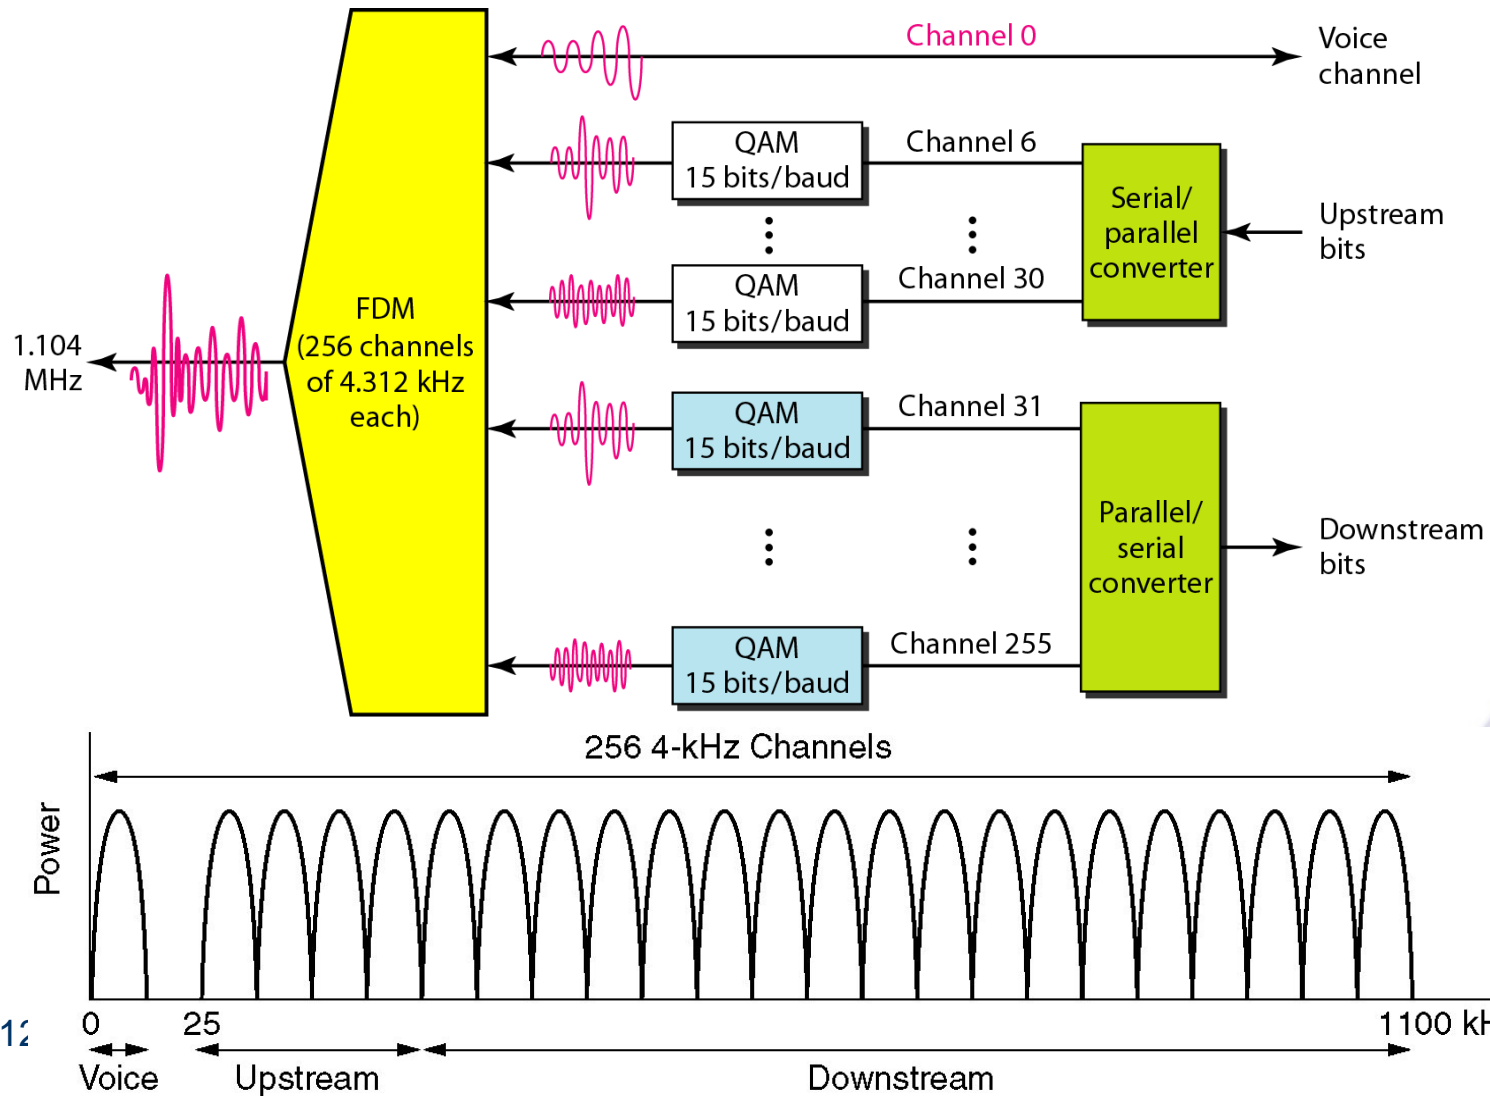 Channel 0
Voice
channel
QAM
15 bits/baud
Channel 6
Serial/
parallel
converter
Upstream
bits
QAM
15 bits/baud
Channel 30
1.104
MHz
FDM
(256 channels
of 4.312 kHz
each)
QAM
15 bits/baud
Channel 31
Parallel/
serial
converter
Downstream
bits
QAM
15 bits/baud
Channel 255
256 4-kHz Channels
Power
0
25
1100 kH
12
Voice
Upstream
Downstream